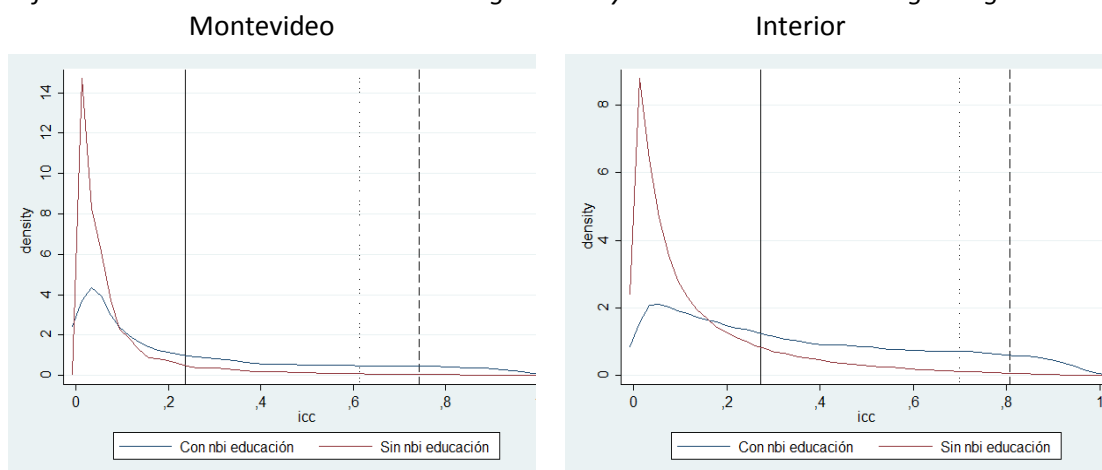 Montevideo
Interior
density
0 2 4 6 8 10 12 14
0 ,2 ,4 ,6 ,8
icc
Con nbi educación Sin nbi educación
density
0 2 4 6 8
0 ,2 ,4 ,6 ,8 1
icc
Con nbi educación Sin nbi educación